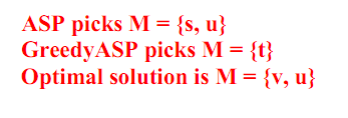 ASP picks M = {s, u}
GreedyASP picks M = {t}
Optimal solution is M = {v, u}